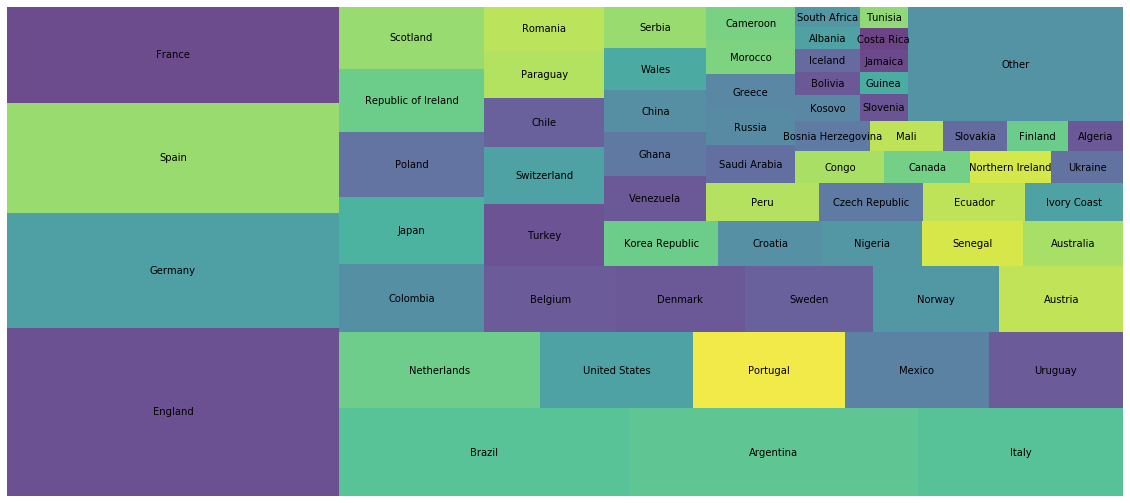 France
Spain
Germany
England
Scotland
Republic of Ireland
Poland
Japan
Colombia
Romania
Paraguay
Chile
Switzerland
Turkey
Serbia
Wales
China
Ghana
Venezuela
Cameroon
Morocco
Greece
Russia
Saudi Arabia
South Africa
Albania
Iceland
Bolivia
Kosovo
Tunisia
Costa Rica
Jamaica
Guinea
Slovenia
Other
Bosnia Herzegovina
Mali
Slovakia
Finland
Algeria
Congo
Canada
Northern Ireland
Ukraine
Peru
Czech Republic
Ecuador
Ivory Coast
Korea Republic
Croatia
Nigeria
Senegal
Australia
Belgium
Denmark
Sweden
Norway
Austria
Netherlands
United States
Portugal
Mexico
Uruguay
Brazil
Argentina
Italy